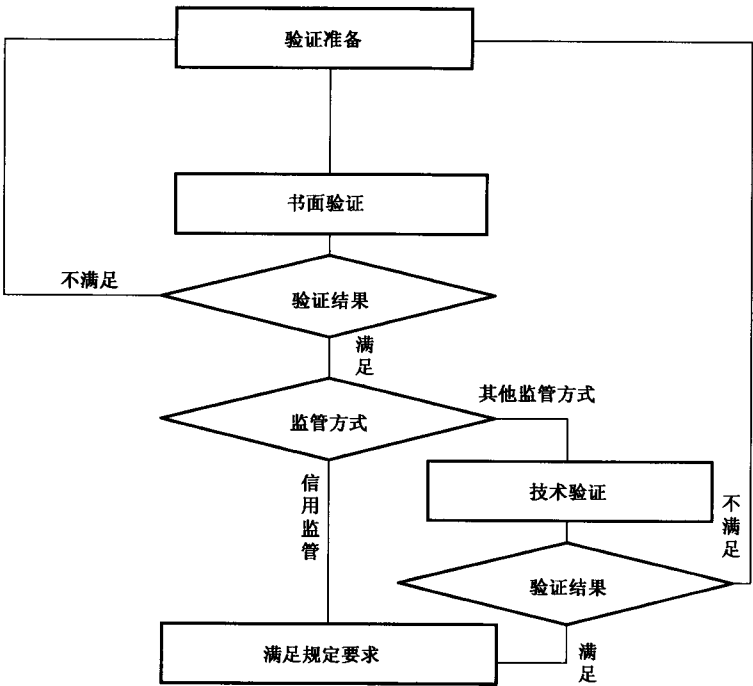 验证准备
书面验证
不满足
验证结果
满足
其他监管方式
监管方式
信用监管
技术验证
不满足
验证结果
满足规定要求
满足